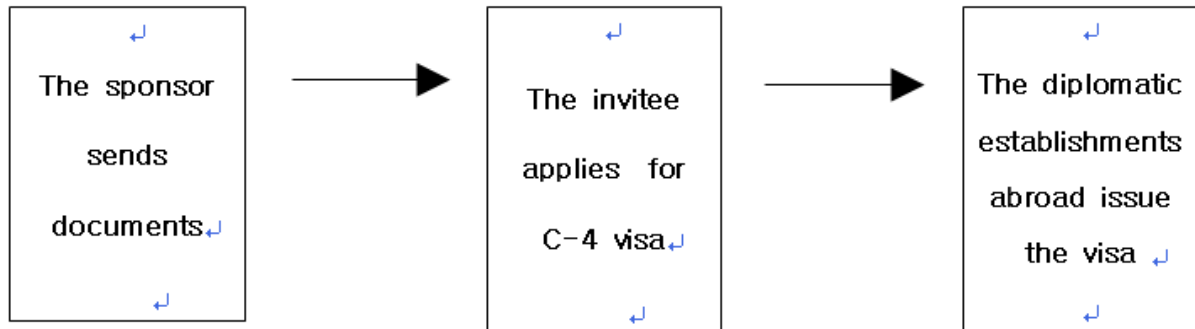 The sponsor
sends
documents
The invitee
applies for
C-4 visa
The diplomatic
establishments
abroad issue
the visa